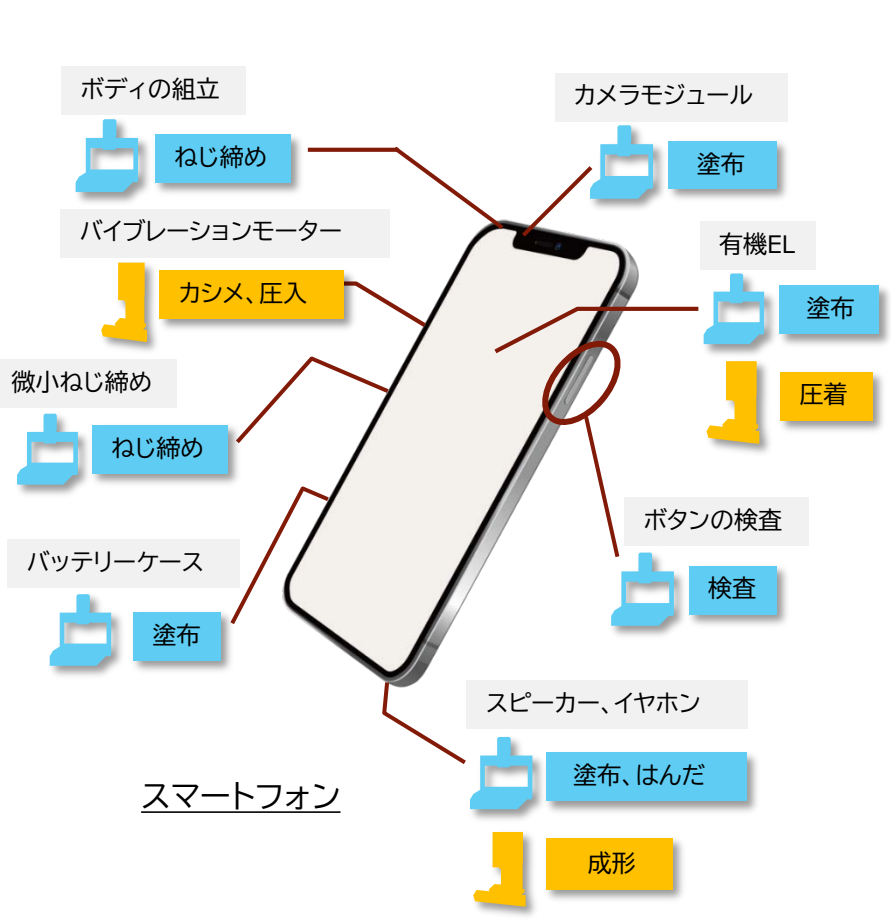 ボディの組立
ねじ締め
カメラモジュール
塗布
バイブレーションモーター
カシメ、圧入
有機EL
塗布
圧着
微小ねじ締め
ねじ締め
ボタンの検査
検査
バッテリーケース
塗布
スピーカー、イヤホン
塗布、はんだ
成形
スマートフォン